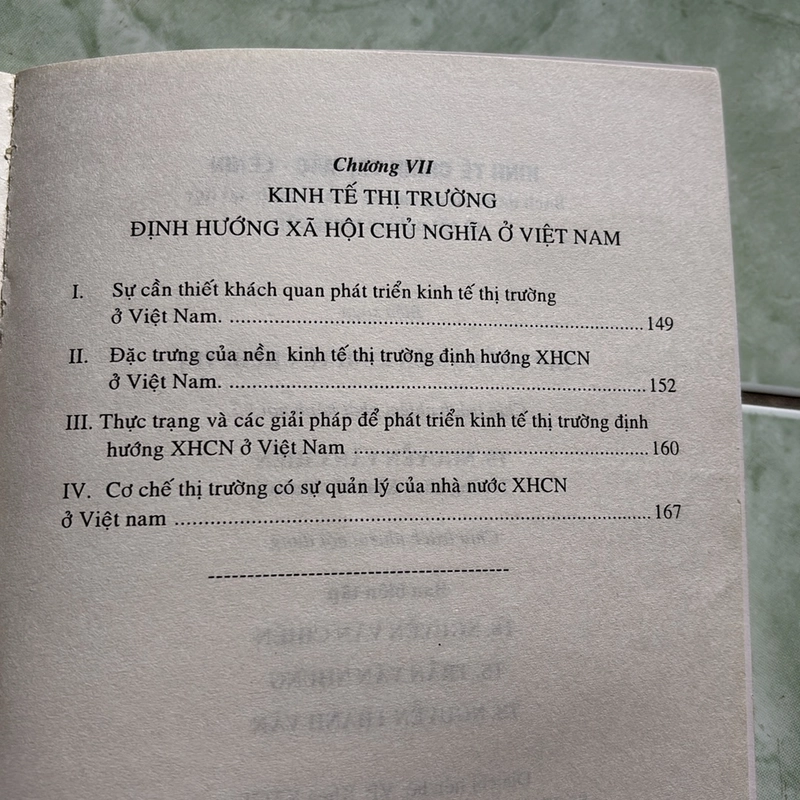 Chương VII
KINH TẾ THỊ TRƯỜNG
ĐỊNH HƯỚNG XÃ HỘI CHỦ NGHĨA Ở VIỆT NAM
I. Sự cần thiết khách quan phát triển kinh tế thị trường
ở Việt Nam. ................................................................149
II. Đặc trưng của nền kinh tế thị trường định hướng XHCN
ở Việt Nam. ................................................................152
III. Thực trạng và các giải pháp để phát triển kinh tế thị trường định
hướng XHCN ở Việt Nam .............................................160
IV. Cơ chế thị trường có sự quản lý của nhà nước XHCN
ở Việt nam ........................................................................167